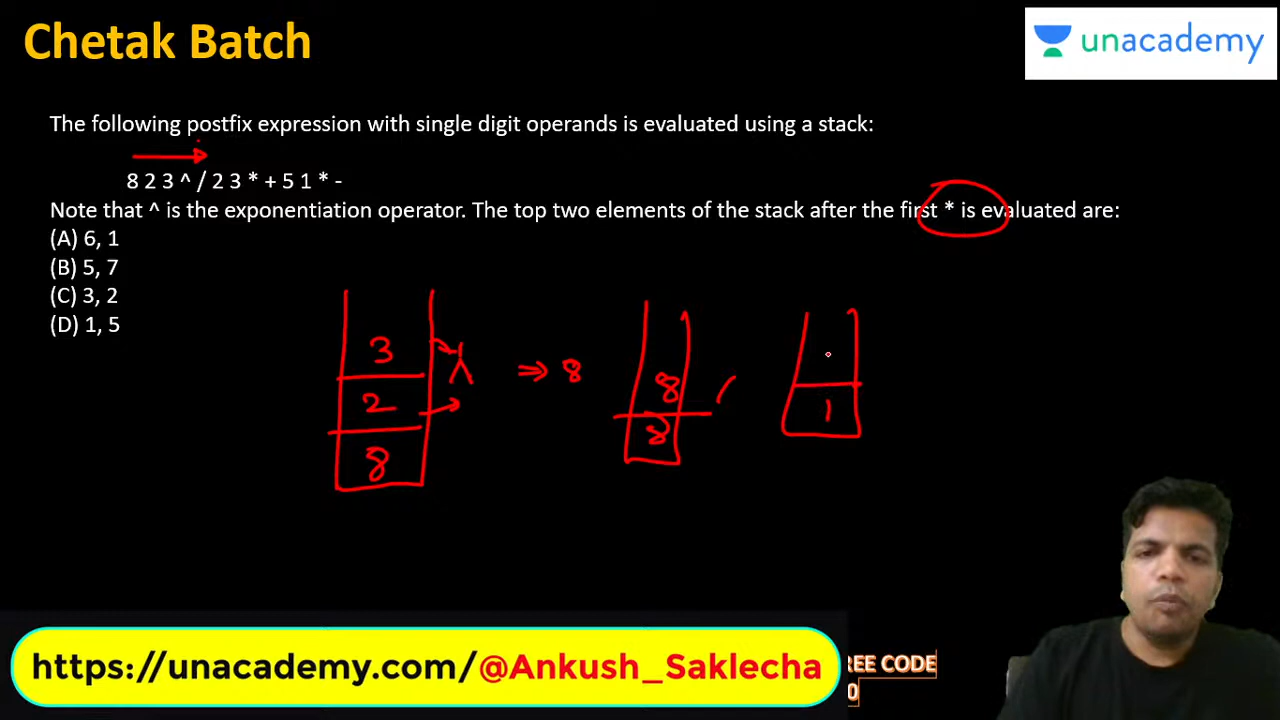 Chetak Batch
unacademy
The following postfix expression with single digit operands is evaluated using a stack:
8 2 3 ^ / 2 3 * + 5 1 * -
Note that ^ is the exponentiation operator. The top two elements of the stack after the first * is evaluated are:
(A) 6, 1
(B) 5, 7
(C) 3, 2
(D) 1, 5
3
2
8
^
⇒ 8
8
8
/
1
https://unacademy.com/@Ankush_Saklecha
REE CODE
0